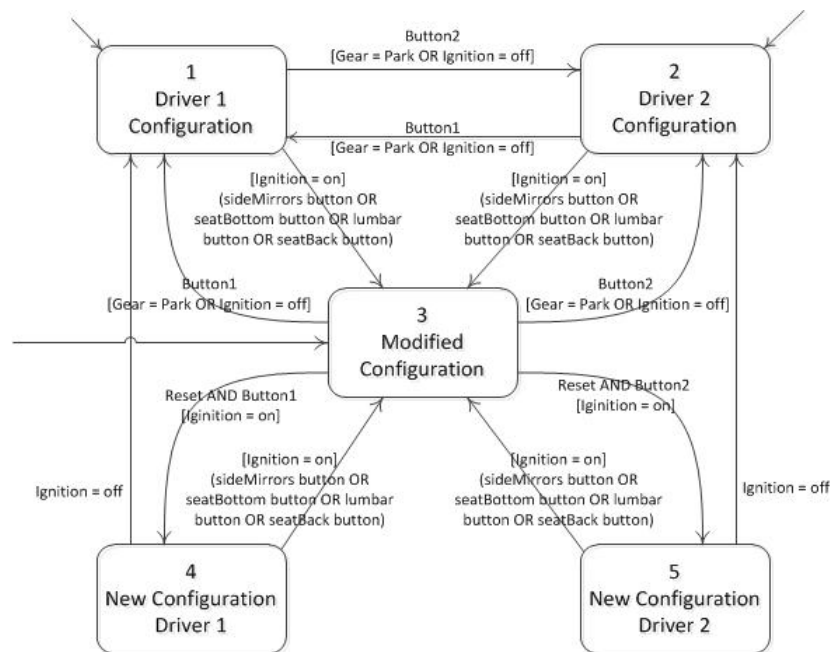 Button2
[Gear = Park OR Ignition = off]
1
Driver 1
Configuration
2
Driver 2
Configuration
Button1
[Gear = Park OR Ignition = off]
[Ignition = on]
(sideMirrors button OR
seatBottom button OR lumbar
button OR seatBack button)
[Ignition = on]
(sideMirrors button OR
seatBottom button OR lumbar
button OR seatBack button)
Button1
[Gear = Park OR Ignition = off]
Button2
[Gear = Park OR Ignition = off]
3
Modified
Configuration
Reset AND Button1
[Iginition = on]
Reset AND Button2
[Iginition = on]
[Ignition = on]
(sideMirrors button OR
seatBottom button OR lumbar
button OR seatBack button)
[Ignition = on]
(sideMirrors button OR
seatBottom button OR lumbar
button OR seatBack button)
Ignition = off
Ignition = off
4
New Configuration
Driver 1
5
New Configuration
Driver 2